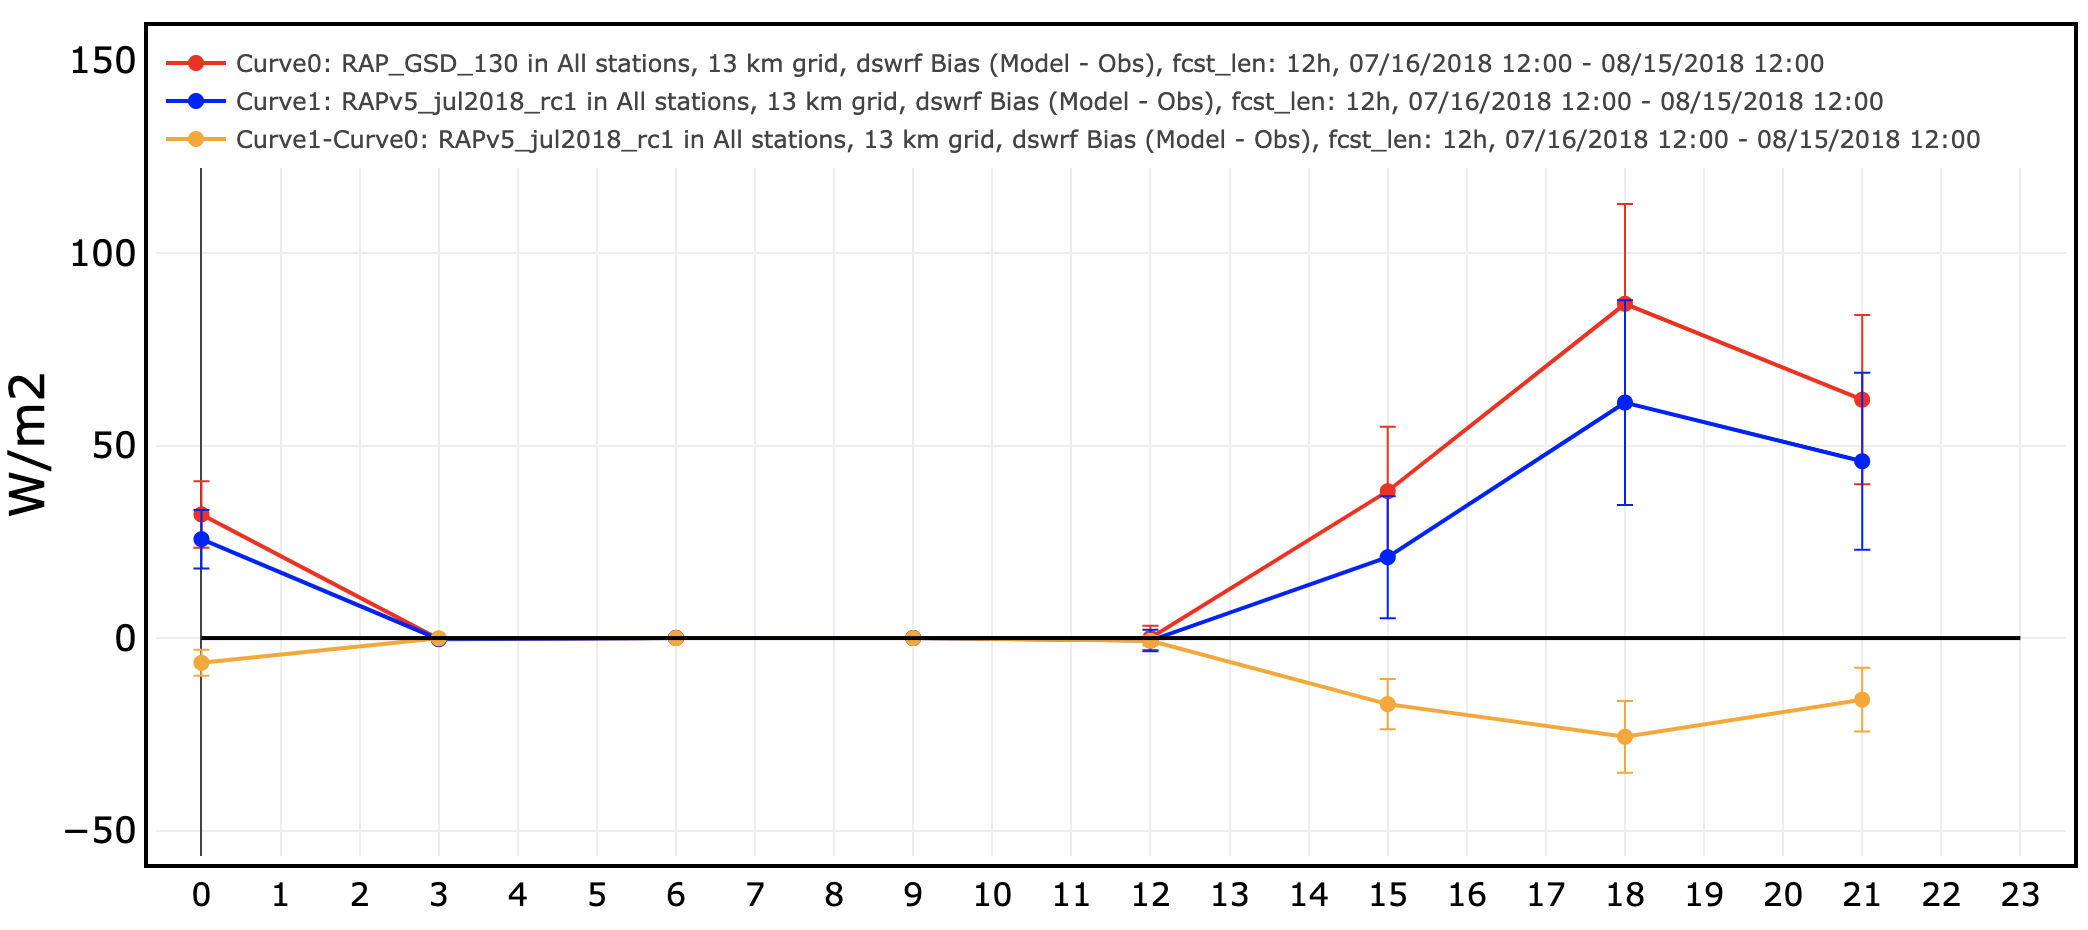 150
Curve0: RAP_GSD_130 in All stations, 13 km grid, dswrf Bias (Model - Obs), fcst_len: 12h, 07/16/2018 12:00 - 08/15/2018 12:00
Curve1: RAPv5_jul2018_rc1 in All stations, 13 km grid, dswrf Bias (Model - Obs), fcst_len: 12h, 07/16/2018 12:00 - 08/15/2018 12:00
Curve1-Curve0: RAPv5_jul2018_rc1 in All stations, 13 km grid, dswrf Bias (Model - Obs), fcst_len: 12h, 07/16/2018 12:00 - 08/15/2018 12:00
100
50
0
−50
W/m2
0 1 2 3 4 5 6 7 8 9 10 11 12 13 14 15 16 17 18 19 20 21 22 23